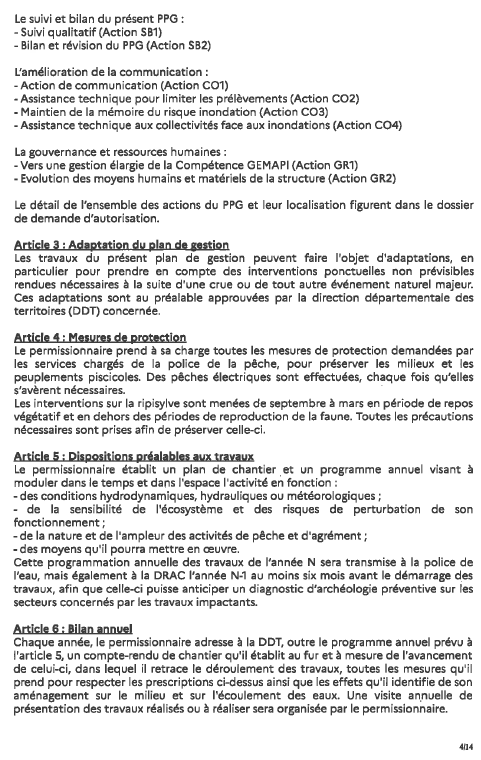 Le suivi et bilan du présent PPG :
- Suivi qualitatif (Action SB1)
- Bilan et révision du PPG (Action SB2)
L'amélioration de la communication :
- Action de communication (Action CO1)
- Assistance technique pour limiter les prélèvements (Action CO2)
- Maintien de la mémoire du risque inondation (Action CO3)
- Assistance technique aux collectivités face aux inondations (Action CO4)
La gouvernance et ressources humaines :
- Vers une gestion élargie de la Compétence GEMAPI (Action GR1)
- Evolution des moyens humains et matériels de la structure (Action GR2)
Le détail de l'ensemble des actions du PPG et leur localisation figurent dans le dossier
de demande d'autorisation.
Article 3 : Adaptation du plan de gestion
Les travaux du présent plan de gestion peuvent faire l'objet d'adaptations, en
particulier pour prendre en compte des interventions ponctuelles non prévisibles
rendues nécessaires à la suite d'une crue ou de tout autre événement naturel majeur.
Ces adaptations sont au préalable approuvées par la direction départementale des
territoires (DDT) concernée.
Article 4 : Mesures de protection
Le permissionnaire prend à sa charge toutes les mesures de protection demandées par
les services chargés de la police de la pêche, pour préserver les milieux et les
peuplements piscicoles. Des pêches électriques sont effectuées, chaque fois qu'elles
s'avèrent nécessaires.
Les interventions sur la ripisylve sont menées de septembre à mars en période de repos
végétatif et en dehors des périodes de reproduction de la faune. Toutes les précautions
nécessaires sont prises afin de préserver celle-ci.
Article 5 : Dispositions préalables aux travaux
Le permissionnaire établit un plan de chantier et un programme annuel visant à
moduler dans le temps et dans l'espace l'activité en fonction :
- des conditions hydrodynamiques, hydrauliques ou météorologiques ;
- de la sensibilité de l'écosystème et des risques de perturbation de son
fonctionnement ;
- de la nature et de l'ampleur des activités de pêche et d'agrément ;
- des moyens qu'il pourra mettre en œuvre.
Cette programmation annuelle des travaux de l'année N sera transmise à la police de
l'eau, mais également à la DRAC l'année N-1 au moins six mois avant le démarrage des
travaux, afin que celle-ci puisse anticiper un diagnostic d'archéologie préventive sur les
secteurs concernés par les travaux impactants.
Article 6 : Bilan annuel
Chaque année, le permissionnaire adresse à la DDT, outre le programme annuel prévu à
l'article 5, un compte-rendu de chantier qu'il établit au fur et à mesure de l'avancement
de celui-ci, dans lequel il retrace le déroulement des travaux, toutes les mesures qu'il
prend pour respecter les prescriptions ci-dessus ainsi que les effets qu'il identifie de son
aménagement sur le milieu et sur l'écoulement des eaux. Une visite annuelle de
présentation des travaux réalisés ou à réaliser sera organisée par le permissionnaire.
4/14